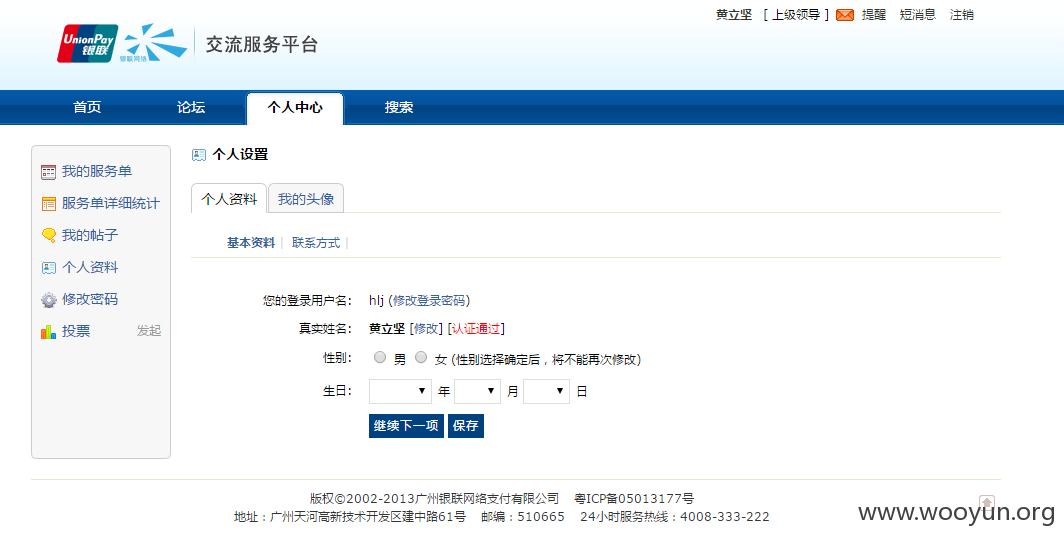 黄立坚 [ 上级领导 ] 提醒 短消息 注销
UnionPay 银联 银联网络 交流服务平台
首页 论坛 个人中心 搜索
我的服务单
服务单详细统计
我的帖子
个人资料
修改密码
投票 发起
个人设置
个人资料 我的头像
基本资料 | 联系方式 |
您的登录用户名: hlj (修改登录密码)
真实姓名: 黄立坚 [修改] [认证通过]
性别: 男 女 (性别选择确定后，将不能再次修改)
生日: 年 月 日
继续下一项 保存
版权©2002-2013广州银联网络支付有限公司 粤ICP备05013177号
地址：广州天河高新技术开发区建中路61号 邮编：510665 24小时服务热线：4008-333-222
www.wooyun.org